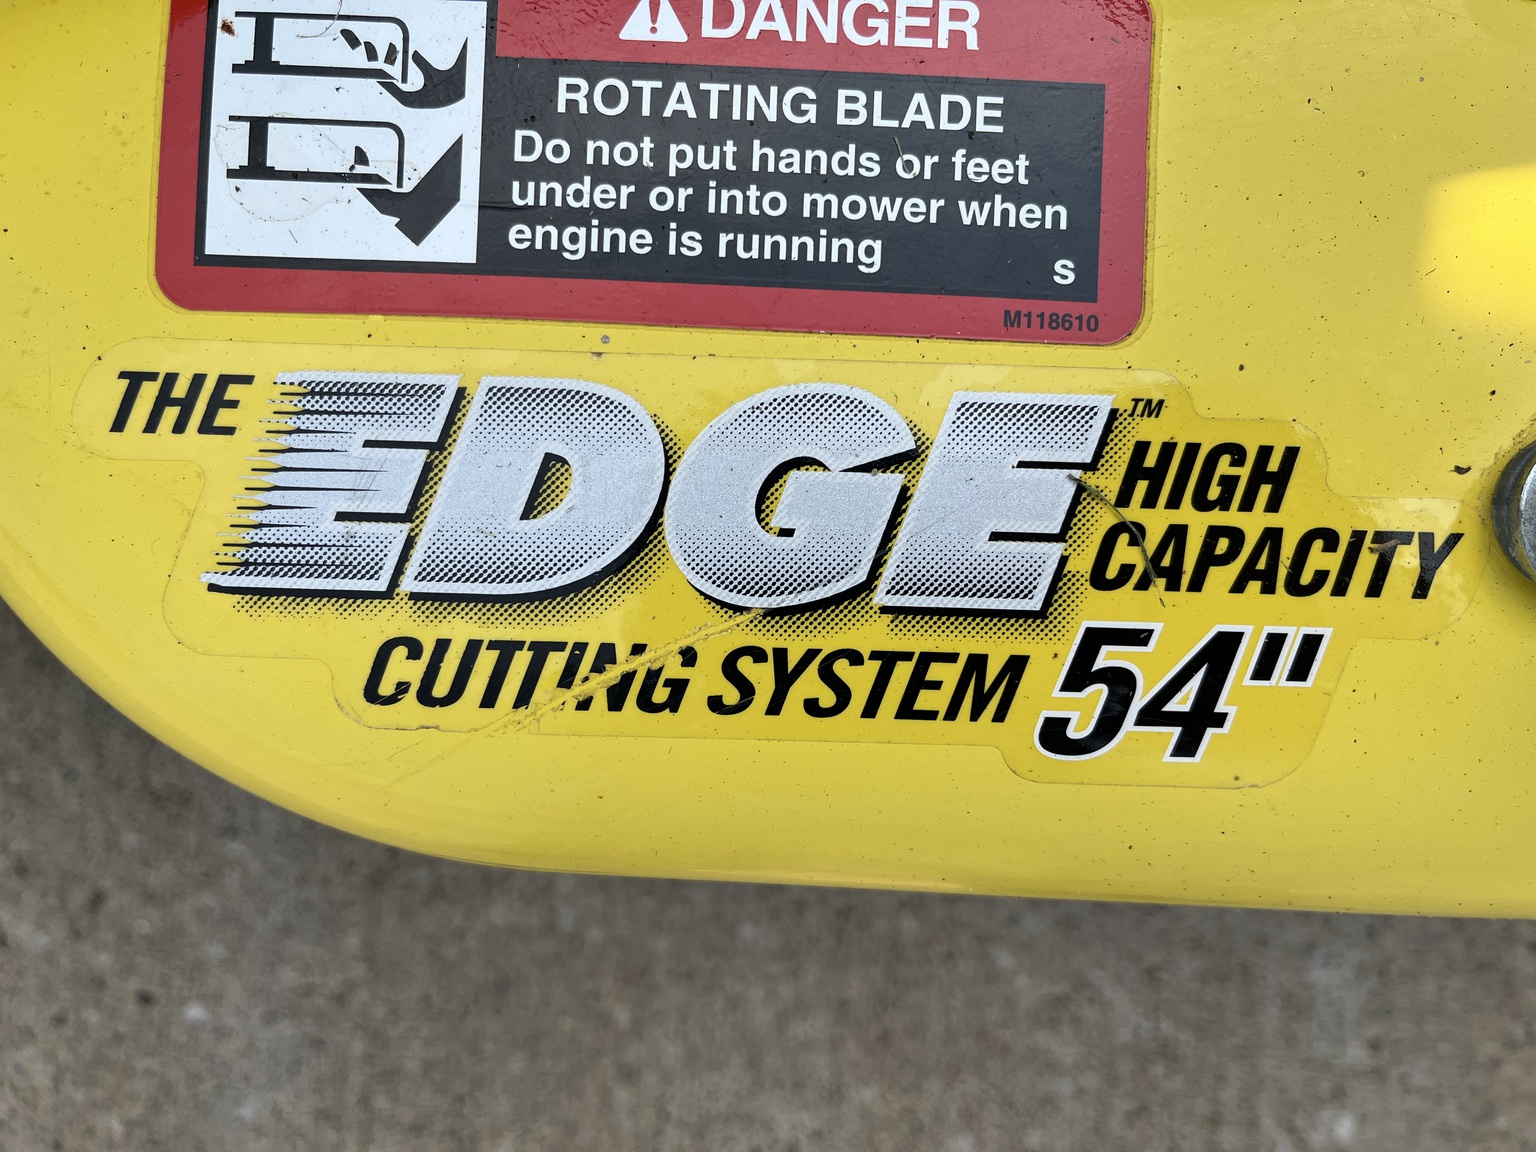 DANGER
ROTATING BLADE
Do not put hands or feet
under or into mower when
engine is running
S
M118610
THE EDGE™ HIGH
CAPACITY
CUTTING SYSTEM 54"